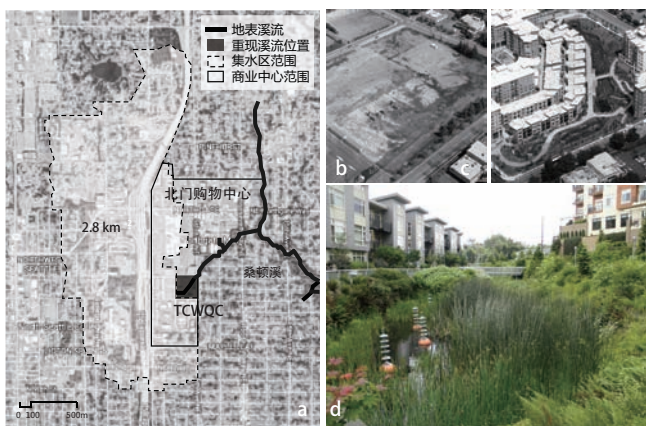 地表溪流
重现溪流位置
集水区范围
商业中心范围
北门购物中心
2.8 km
桑顿溪
TCWQC
0 100 500m
a
b
c
d